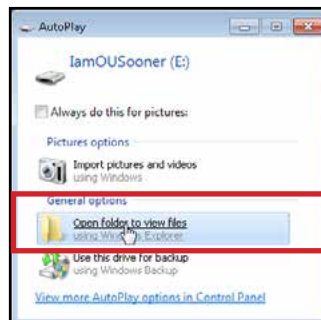 AutoPlay
IamOUSooner (E:)
Always do this for pictures:
Pictures options
Import pictures and videos
using Windows
General options
Open folder to view files
using Windows Explorer
Use this drive for backup
using Windows Backup
View more AutoPlay options in Control Panel